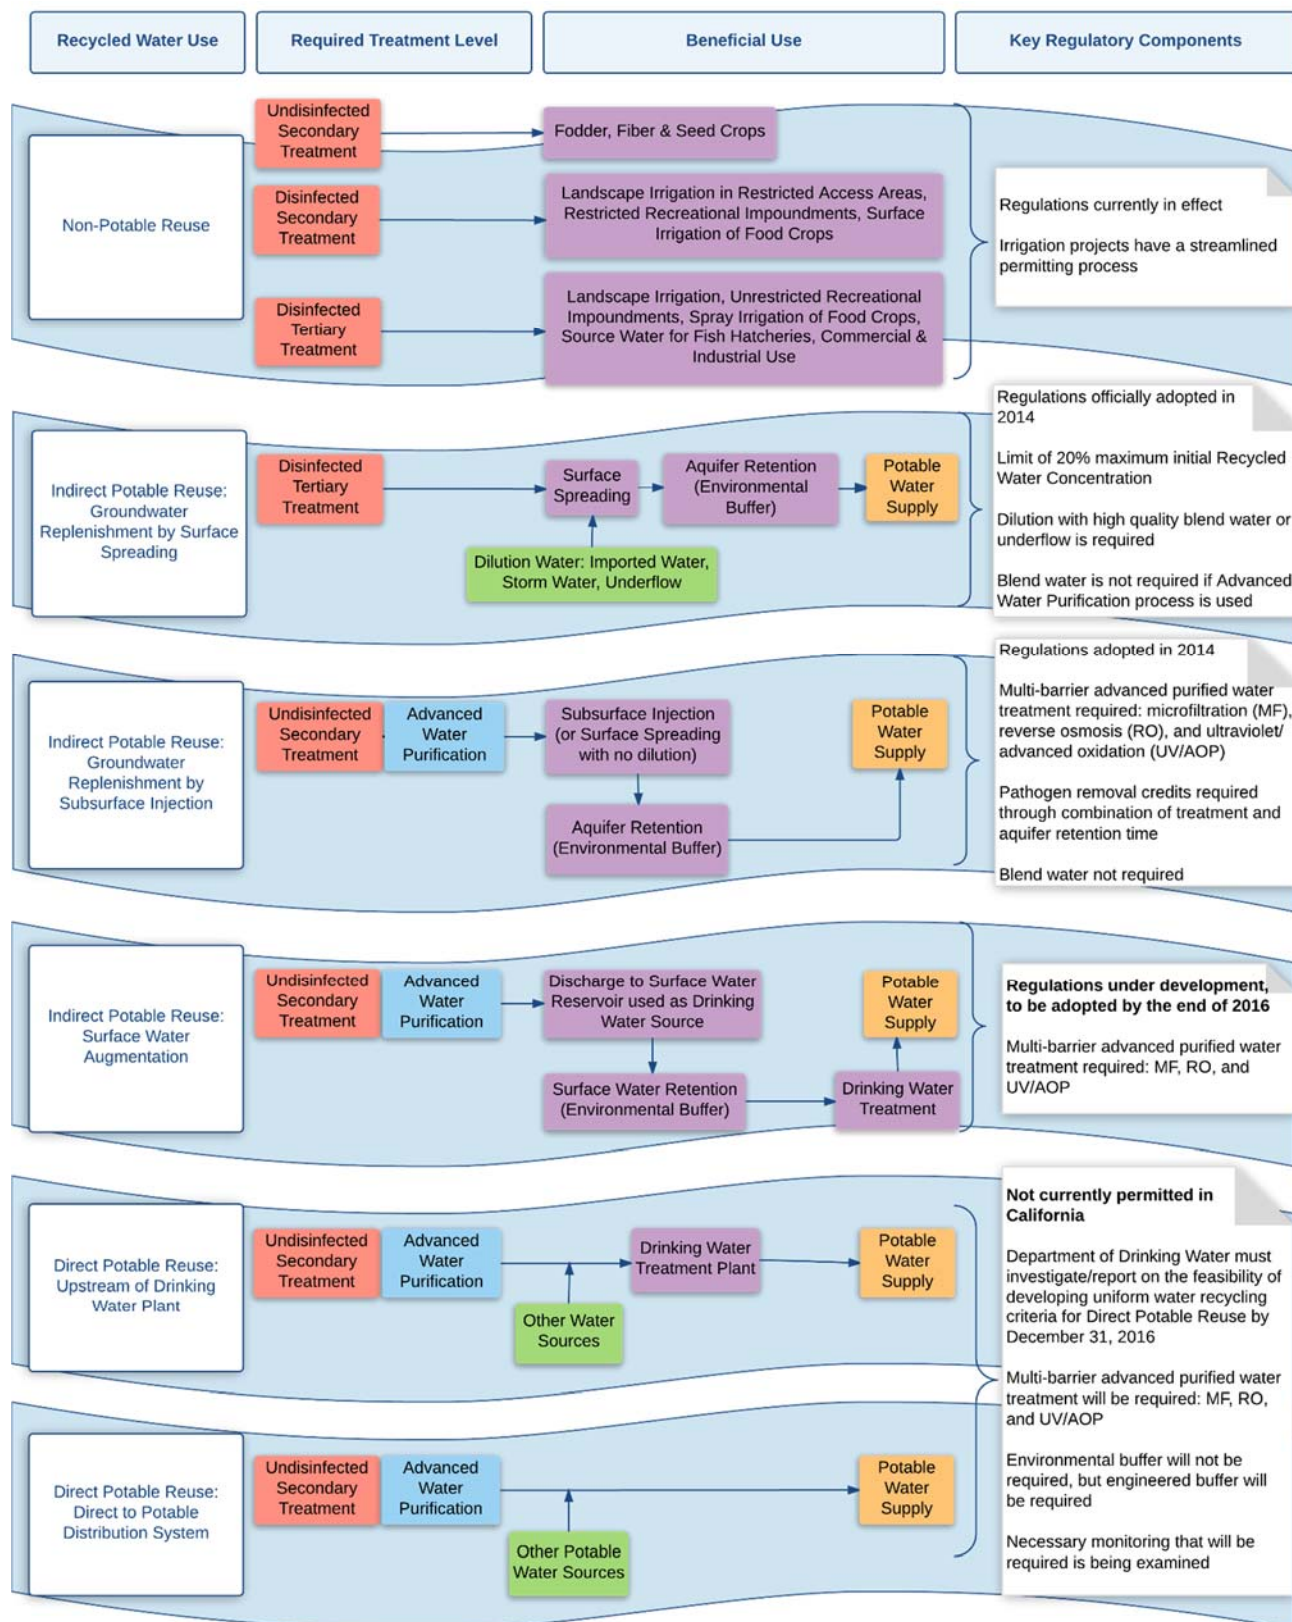 Recycled Water Use
Required Treatment Level
Beneficial Use
Key Regulatory Components
Non-Potable Reuse
Undisinfected
Secondary
Treatment
Fodder, Fiber & Seed Crops
Disinfected
Secondary
Treatment
Landscape Irrigation in Restricted Access Areas,
Restricted Recreational Impoundments, Surface
Irrigation of Food Crops
Disinfected
Tertiary
Treatment
Landscape Irrigation, Unrestricted Recreational
Impoundments, Spray Irrigation of Food Crops,
Source Water for Fish Hatcheries, Commercial &
Industrial Use
Regulations currently in effect
Irrigation projects have a streamlined
permitting process
Indirect Potable Reuse:
Groundwater
Replenishment by Surface
Spreading
Disinfected
Tertiary
Treatment
Surface
Spreading
Aquifer Retention
(Environmental
Buffer)
Potable
Water
Supply
Dilution Water: Imported Water,
Storm Water, Underflow
Regulations officially adopted in
2014
Limit of 20% maximum initial Recycled
Water Concentration
Dilution with high quality blend water or
underflow is required
Blend water is not required if Advanced
Water Purification process is used
Indirect Potable Reuse:
Groundwater
Replenishment by
Subsurface Injection
Undisinfected
Secondary
Treatment
Advanced
Water
Purification
Subsurface Injection
(or Surface Spreading
with no dilution)
Aquifer Retention
(Environmental Buffer)
Potable
Water
Supply
Regulations adopted in 2014
Multi-barrier advanced purified water
treatment required: microfiltration (MF),
reverse osmosis (RO), and ultraviolet/
advanced oxidation (UV/AOP)
Pathogen removal credits required
through combination of treatment and
aquifer retention time
Blend water not required
Indirect Potable Reuse:
Surface Water
Augmentation
Undisinfected
Secondary
Treatment
Advanced
Water
Purification
Discharge to Surface Water
Reservoir used as Drinking
Water Source
Surface Water Retention
(Environmental Buffer)
Drinking Water
Treatment
Potable
Water
Supply
Regulations under development,
to be adopted by the end of 2016
Multi-barrier advanced purified water
treatment required: MF, RO, and
UV/AOP
Direct Potable Reuse:
Upstream of Drinking
Water Plant
Undisinfected
Secondary
Treatment
Advanced
Water
Purification
Other Water
Sources
Drinking Water
Treatment Plant
Potable
Water
Supply
Not currently permitted in
California
Department of Drinking Water must
investigate/report on the feasibility of
developing uniform water recycling
criteria for Direct Potable Reuse by
December 31, 2016
Multi-barrier advanced purified water
treatment will be required: MF, RO,
and UV/AOP
Environmental buffer will not be
required, but engineered buffer will
be required
Necessary monitoring that will be
required is being examined
Direct Potable Reuse:
Direct to Potable
Distribution System
Undisinfected
Secondary
Treatment
Advanced
Water
Purification
Other Potable
Water Sources
Potable
Water
Supply